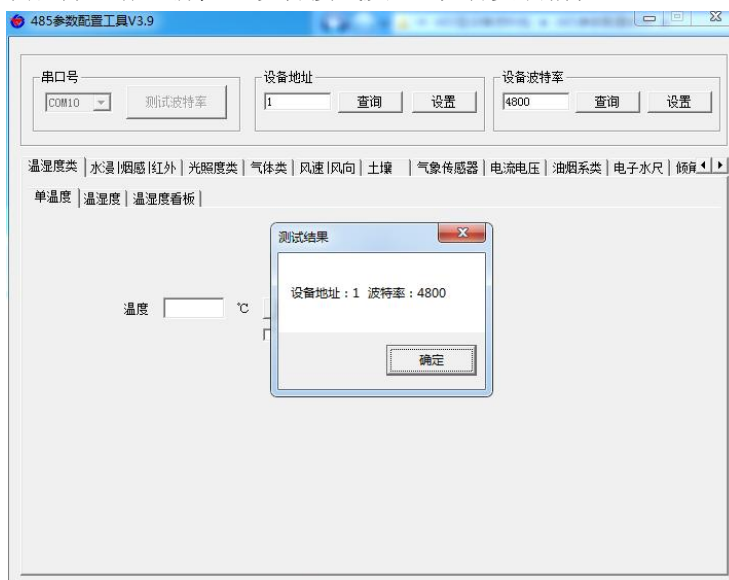 485参数配置工具V3.9
串口号
设备地址
设备波特率
COM10
测试波特率
1
查询
设置
4800
查询
设置
温湿度类
水浸|烟感|红外
光照度类
气体类
风速|风向
土壤
气象传感器
电流电压
油烟系类
电子水尺
单温度
温湿度
温湿度看板
测试结果
设备地址：1 波特率：4800
确定
温度
℃